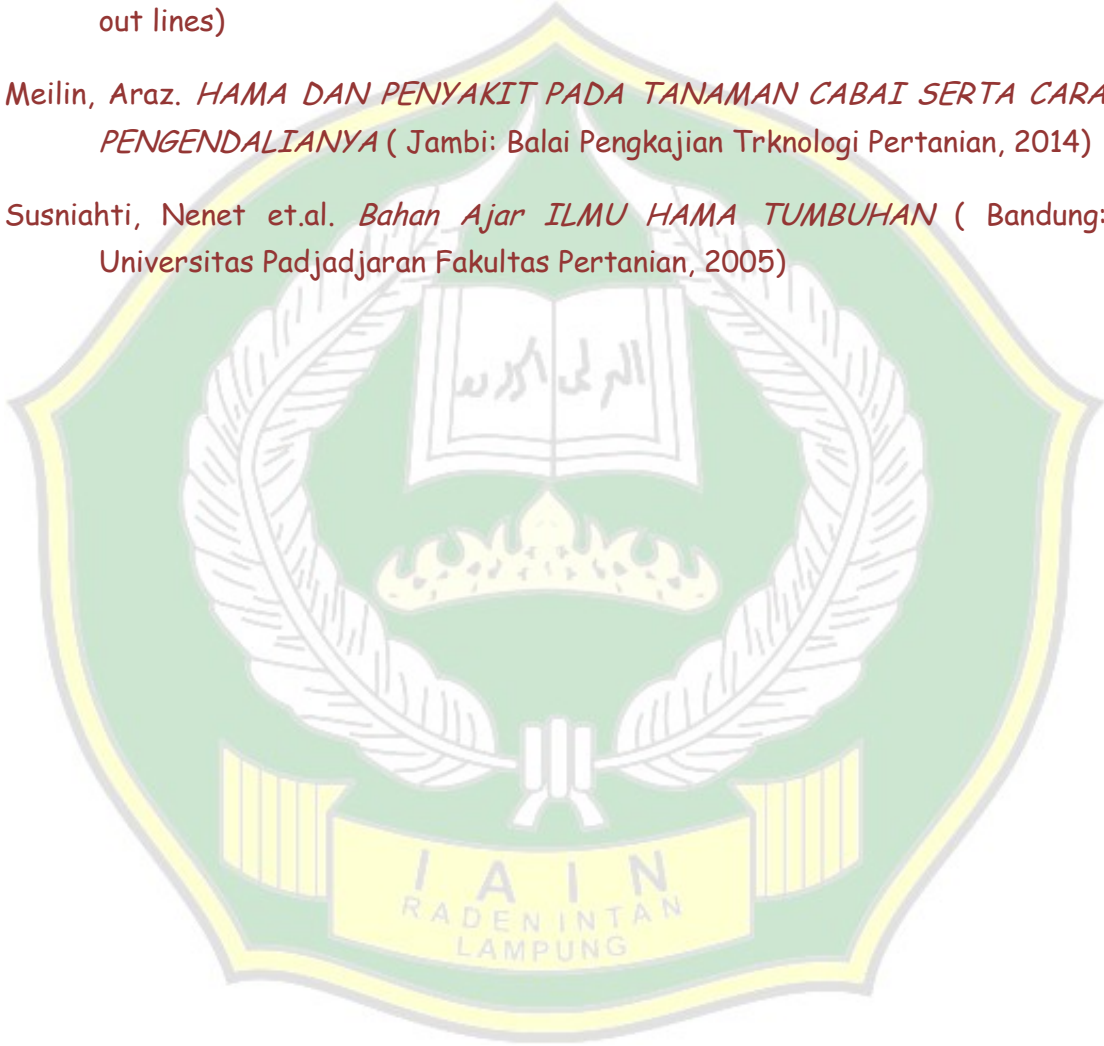 out lines)
Meilin, Araz. HAMA DAN PENYAKIT PADA TANAMAN CABAI SERTA CARA
PENGENDALIANYA ( Jambi: Balai Pengkajian Trknologi Pertanian, 2014)
Susniahti, Nenet et.al. Bahan Ajar ILMU HAMA TUMBUHAN ( Bandung:
Universitas Padjadjaran Fakultas Pertanian, 2005)
I A I N
RADEN INTAN
LAMPUNG